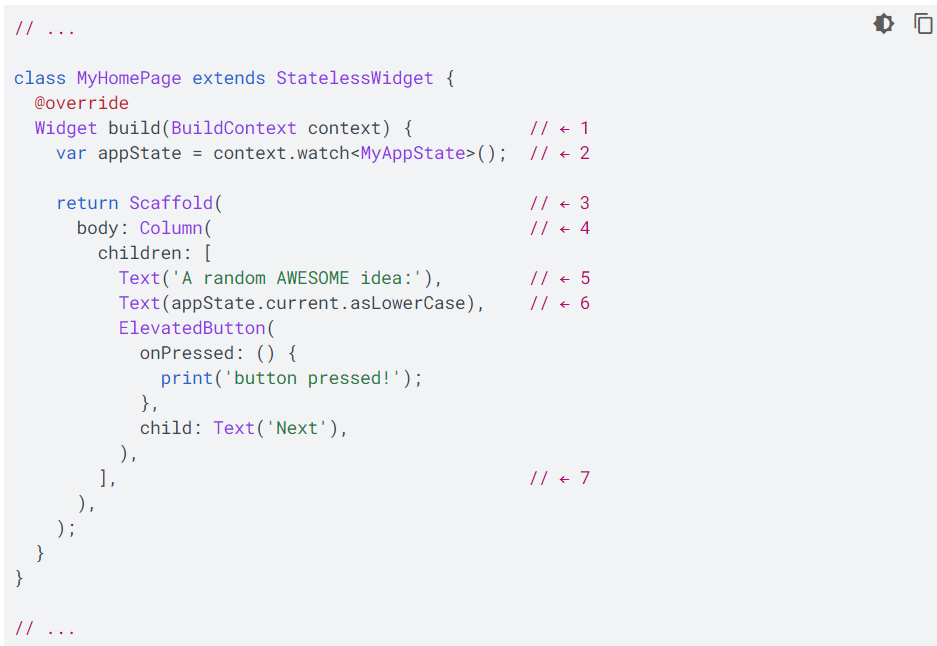 // ...
class MyHomePage extends StatelessWidget {
  @override
  Widget build(BuildContext context) {           // ← 1
    var appState = context.watch<MyAppState>();  // ← 2
    return Scaffold(                             // ← 3
      body: Column(                              // ← 4
        children: [
          Text('A random AWESOME idea:'),        // ← 5
          Text(appState.current.asLowerCase),    // ← 6
          ElevatedButton(
            onPressed: () {
              print('button pressed!');
            },
            child: Text('Next'),
          ),
        ],                                       // ← 7
      ),
    );
  }
}
// ...